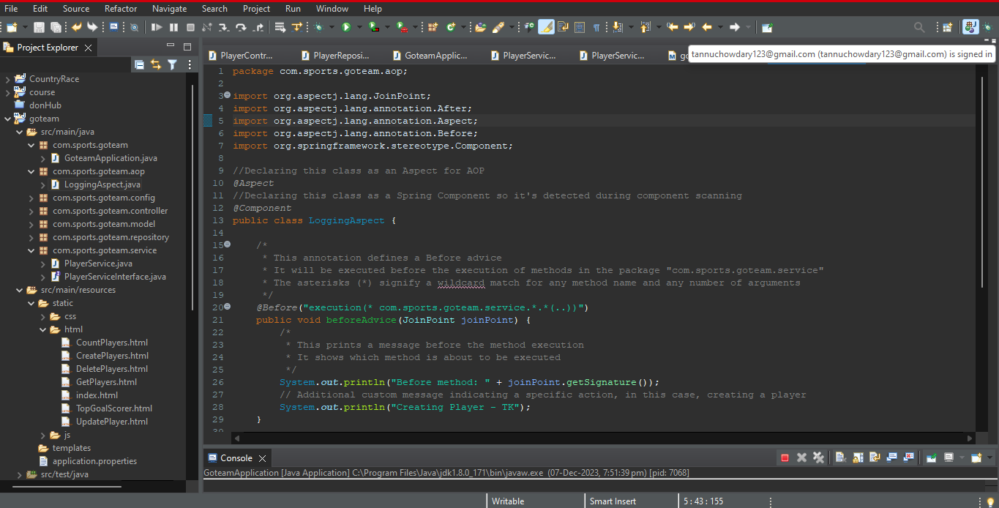 File Edit Source Refactor Navigate Search Project Run Window Help
Project Explorer
CountryRace
course
donHub
goteam
src/main/java
com.sports.goteam
GoteamApplication.java
com.sports.goteam.aop
LoggingAspect.java
com.sports.goteam.config
com.sports.goteam.controller
com.sports.goteam.model
com.sports.goteam.repository
com.sports.goteam.service
PlayerService.java
PlayerServiceInterface.java
src/main/resources
static
css
html
CountPlayers.html
CreatePlayers.html
DeletePlayers.html
GetPlayers.html
index.html
TopGoalScorer.html
UpdatePlayer.html
js
templates
application.properties
src/test/java
PlayerContr... PlayerReposi... GoteamApplic... PlayerServic... PlayerServic... go
tannuchowdary123@gmail.com (tannuchowdary123@gmail.com) is signed in
1 package com.sports.goteam.aop;
2
3 import org.aspectj.lang.JoinPoint;
4 import org.aspectj.lang.annotation.After;
5 import org.aspectj.lang.annotation.Aspect;
6 import org.aspectj.lang.annotation.Before;
7 import org.springframework.stereotype.Component;
8
9 //Declaring this class as an Aspect for AOP
10 @Aspect
11 //Declaring this class as a Spring Component so it's detected during component scanning
12 @Component
13 public class LoggingAspect {
14
15 /*
16 * This annotation defines a Before advice
17 * It will be executed before the execution of methods in the package "com.sports.goteam.service"
18 * The asterisks (*) signify a wildcard match for any method name and any number of arguments
19 */
20 @Before("execution(* com.sports.goteam.service.*.*(..))")
21 public void beforeAdvice(JoinPoint joinPoint) {
22 /*
23 * This prints a message before the method execution
24 * It shows which method is about to be executed
25 */
26 System.out.println("Before method: " + joinPoint.getSignature());
27 // Additional custom message indicating a specific action, in this case, creating a player
28 System.out.println("Creating Player - TK");
29 }
30
Console
GoteamApplication [Java Application] C:\Program Files\Java\jdk1.8.0_171\bin\javaw.exe (07-Dec-2023, 7:51:39 pm) [pid: 7068]
Writable Smart Insert 5 : 43 : 155